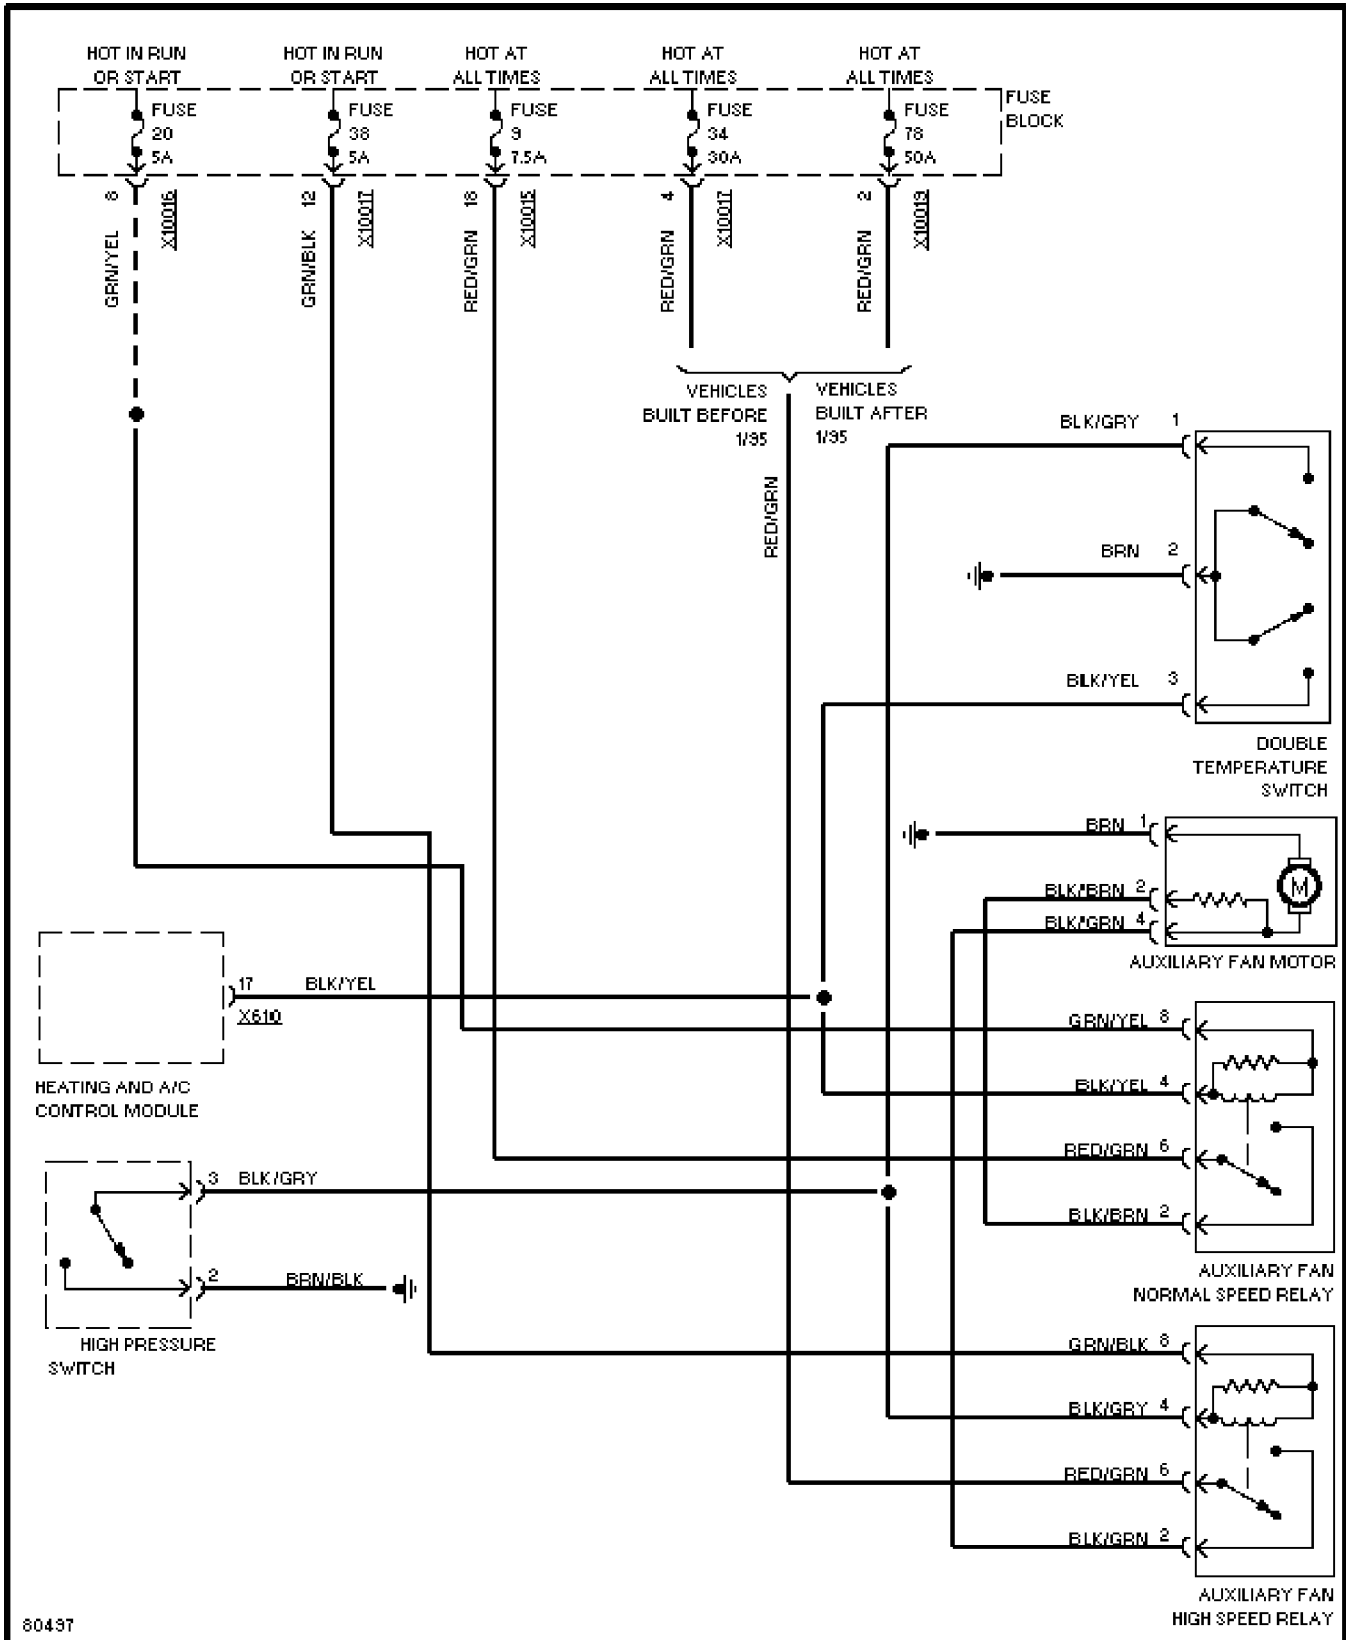 HOT IN RUN
OR START
HOT IN RUN
OR START
HOT AT
ALL TIMES
HOT AT
ALL TIMES
HOT AT
ALL TIMES
FUSE
20
5A
FUSE
38
5A
FUSE
9
7.5A
FUSE
34
30A
FUSE
78
50A
FUSE
BLOCK
8
X10016
12
X10017
18
X10015
4
X10017
2
X10019
GRN/YEL
GRN/BLK
RED/GRN
RED/GRN
RED/GRN
VEHICLES
BUILT BEFORE
1/95
VEHICLES
BUILT AFTER
1/95
RED/GRN
BLK/GRY 1
BRN 2
BLK/YEL 3
DOUBLE
TEMPERATURE
SWITCH
BRN 1
BLK/BRN 2
BLK/GRN 4
M
AUXILIARY FAN MOTOR
17 BLK/YEL
X610
HEATING AND A/C
CONTROL MODULE
GRN/YEL 8
BLK/YEL 4
RED/GRN 6
BLK/BRN 2
AUXILIARY FAN
NORMAL SPEED RELAY
3 BLK/GRY
2 BRN/BLK
HIGH PRESSURE
SWITCH
GRN/BLK 8
BLK/GRY 4
RED/GRN 6
BLK/GRN 2
AUXILIARY FAN
HIGH SPEED RELAY
80497